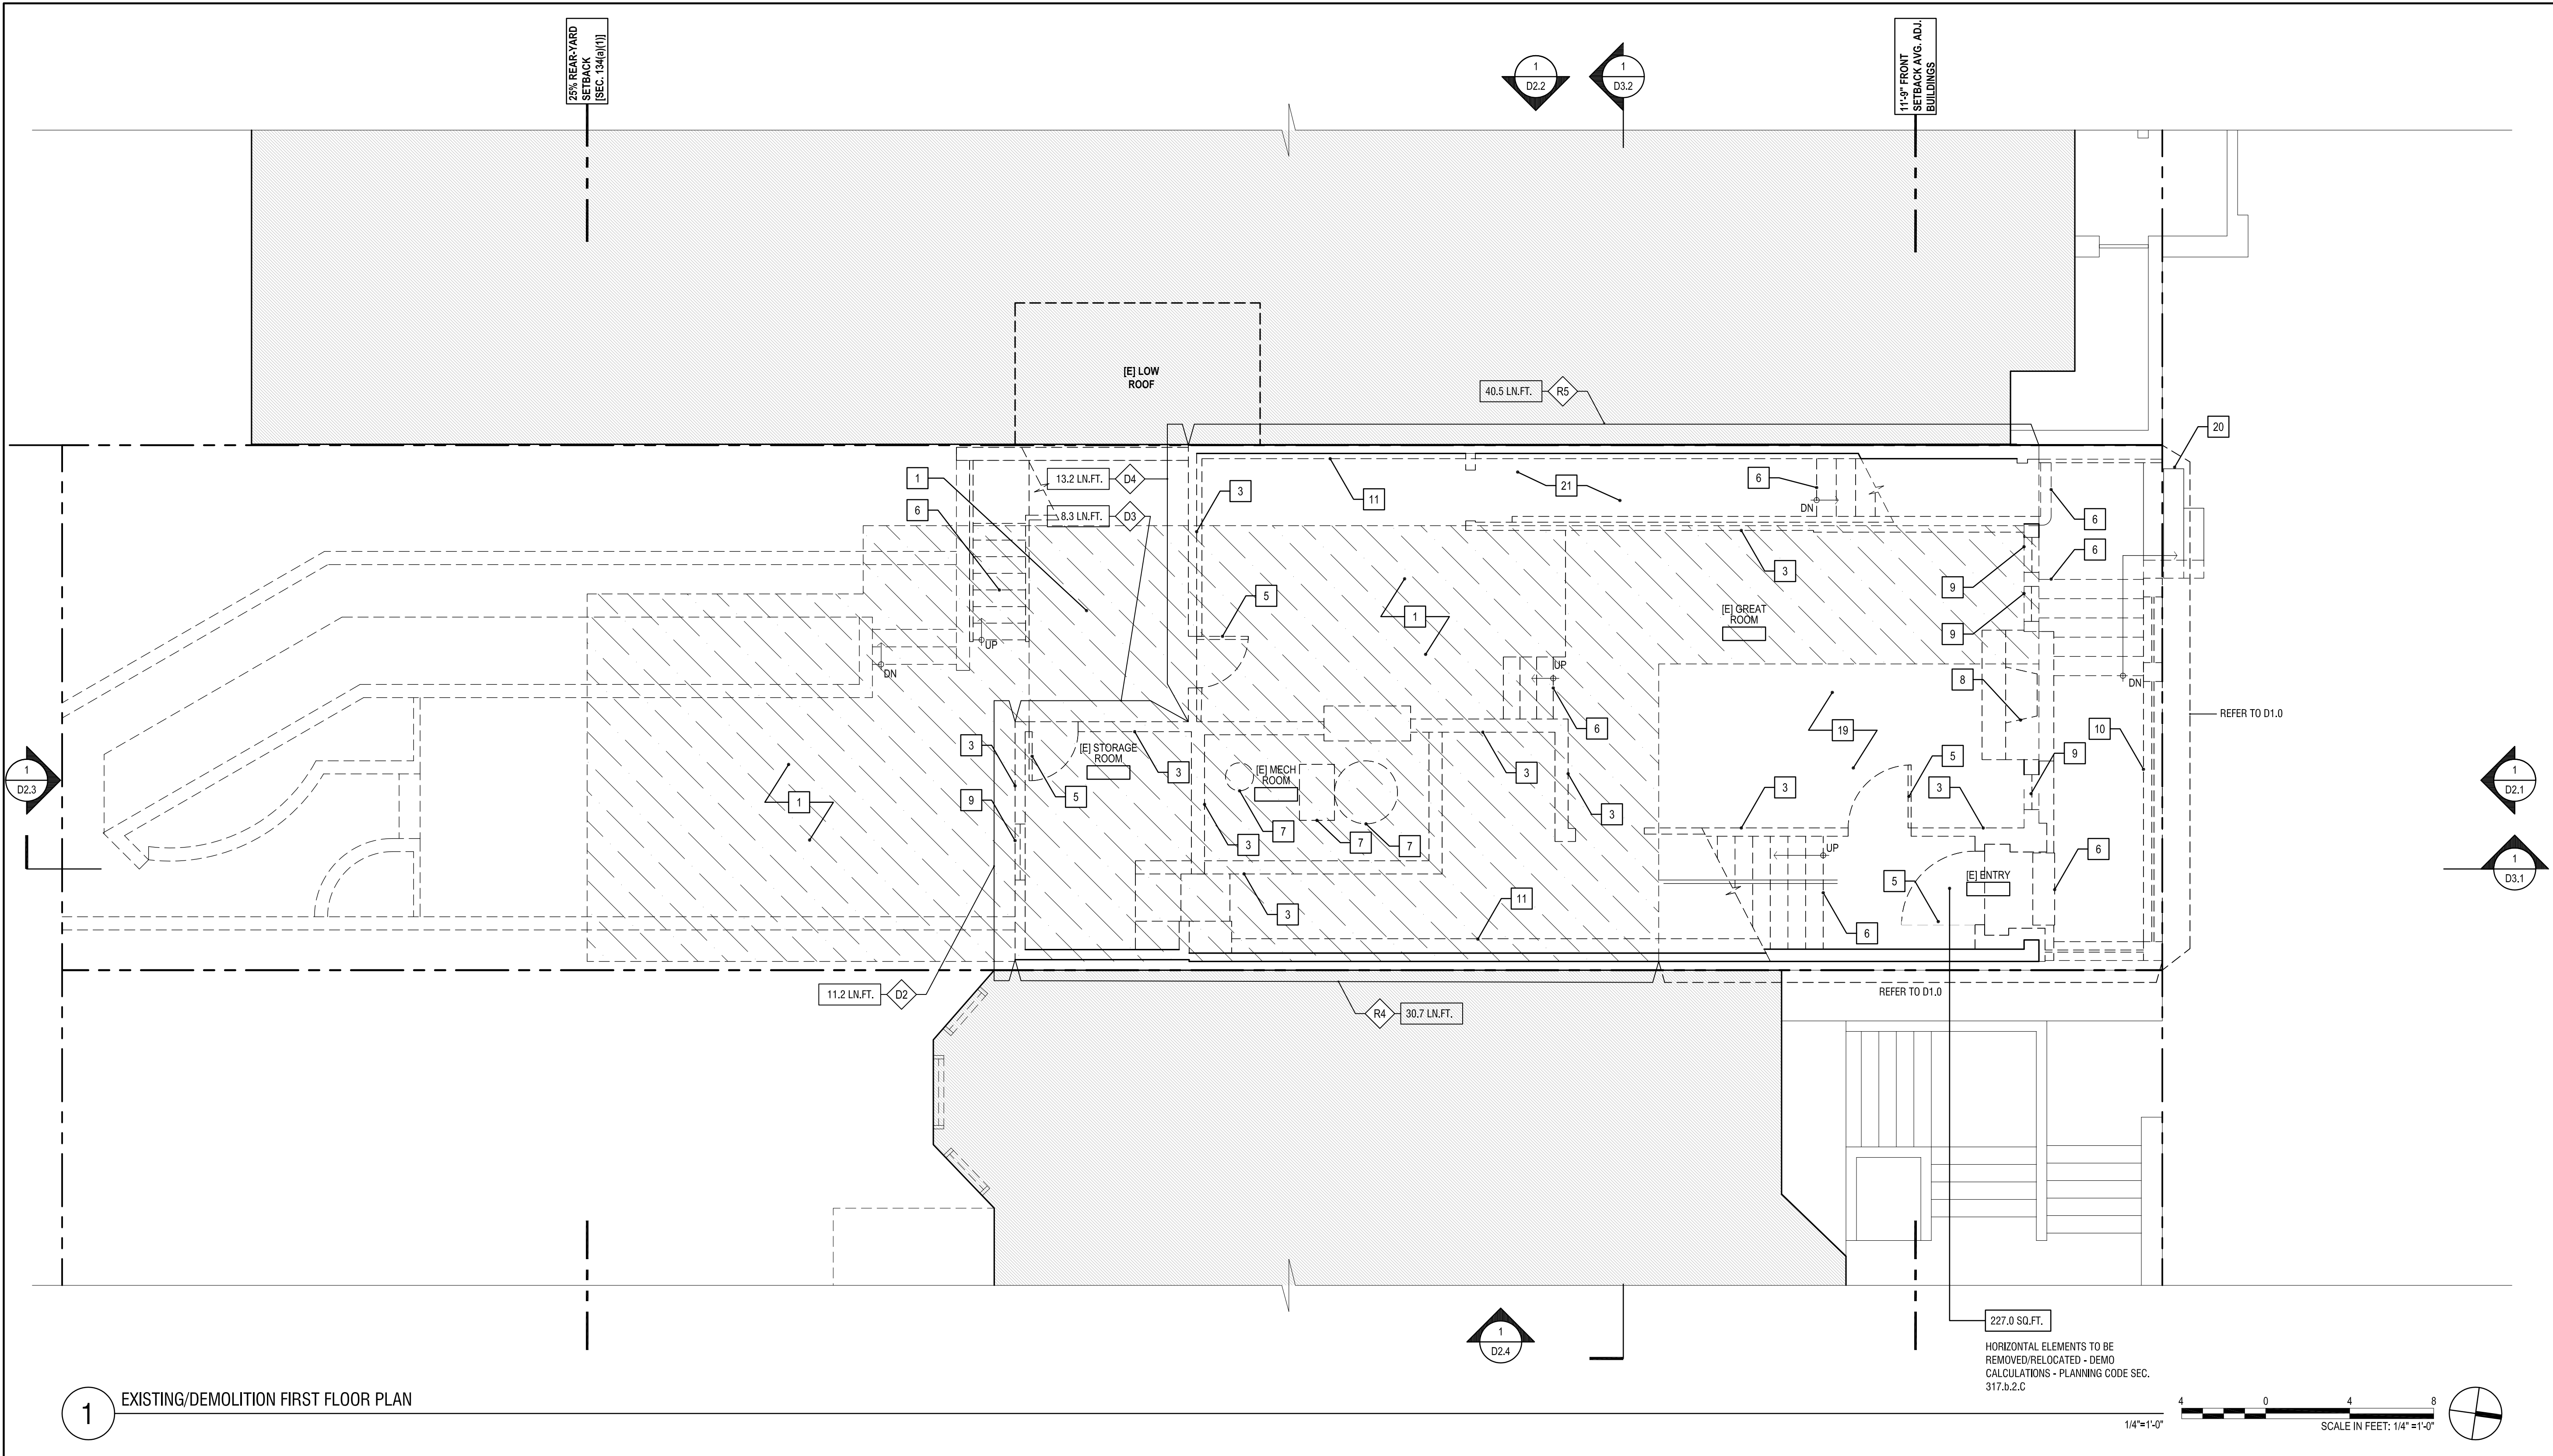 25% REAR-YARD
SETBACK
[SEC. 134(a)(1)]
1
D2.2
1
D3.2
11'-9" FRONT
SETBACK AVG. ADJ.
BUILDINGS
[E] LOW
ROOF
40.5 LN.FT.
R5
20
1
13.2 LN.FT.
D4
3
11
21
6
DN
6
8.3 LN.FT.
D3
6
6
5
1
3
9
[E] GREAT
ROOM
9
UP
DN
UP
8
DN
REFER TO D1.0
6
19
10
3
[E] STORAGE
ROOM
3
[E] MECH
ROOM
3
5
9
1
D2.3
1
D2.1
1
9
5
7
3
3
3
3
7
7
UP
6
1
D3.1
3
11
5
[E] ENTRY
6
11.2 LN.FT.
D2
REFER TO D1.0
R4
30.7 LN.FT.
227.0 SQ.FT.
1
D2.4
HORIZONTAL ELEMENTS TO BE
REMOVED/RELOCATED - DEMO
CALCULATIONS - PLANNING CODE SEC.
317.b.2.C
1
EXISTING/DEMOLITION FIRST FLOOR PLAN
1/4"=1'-0"
4 0 4 8
SCALE IN FEET: 1/4" =1'-0"